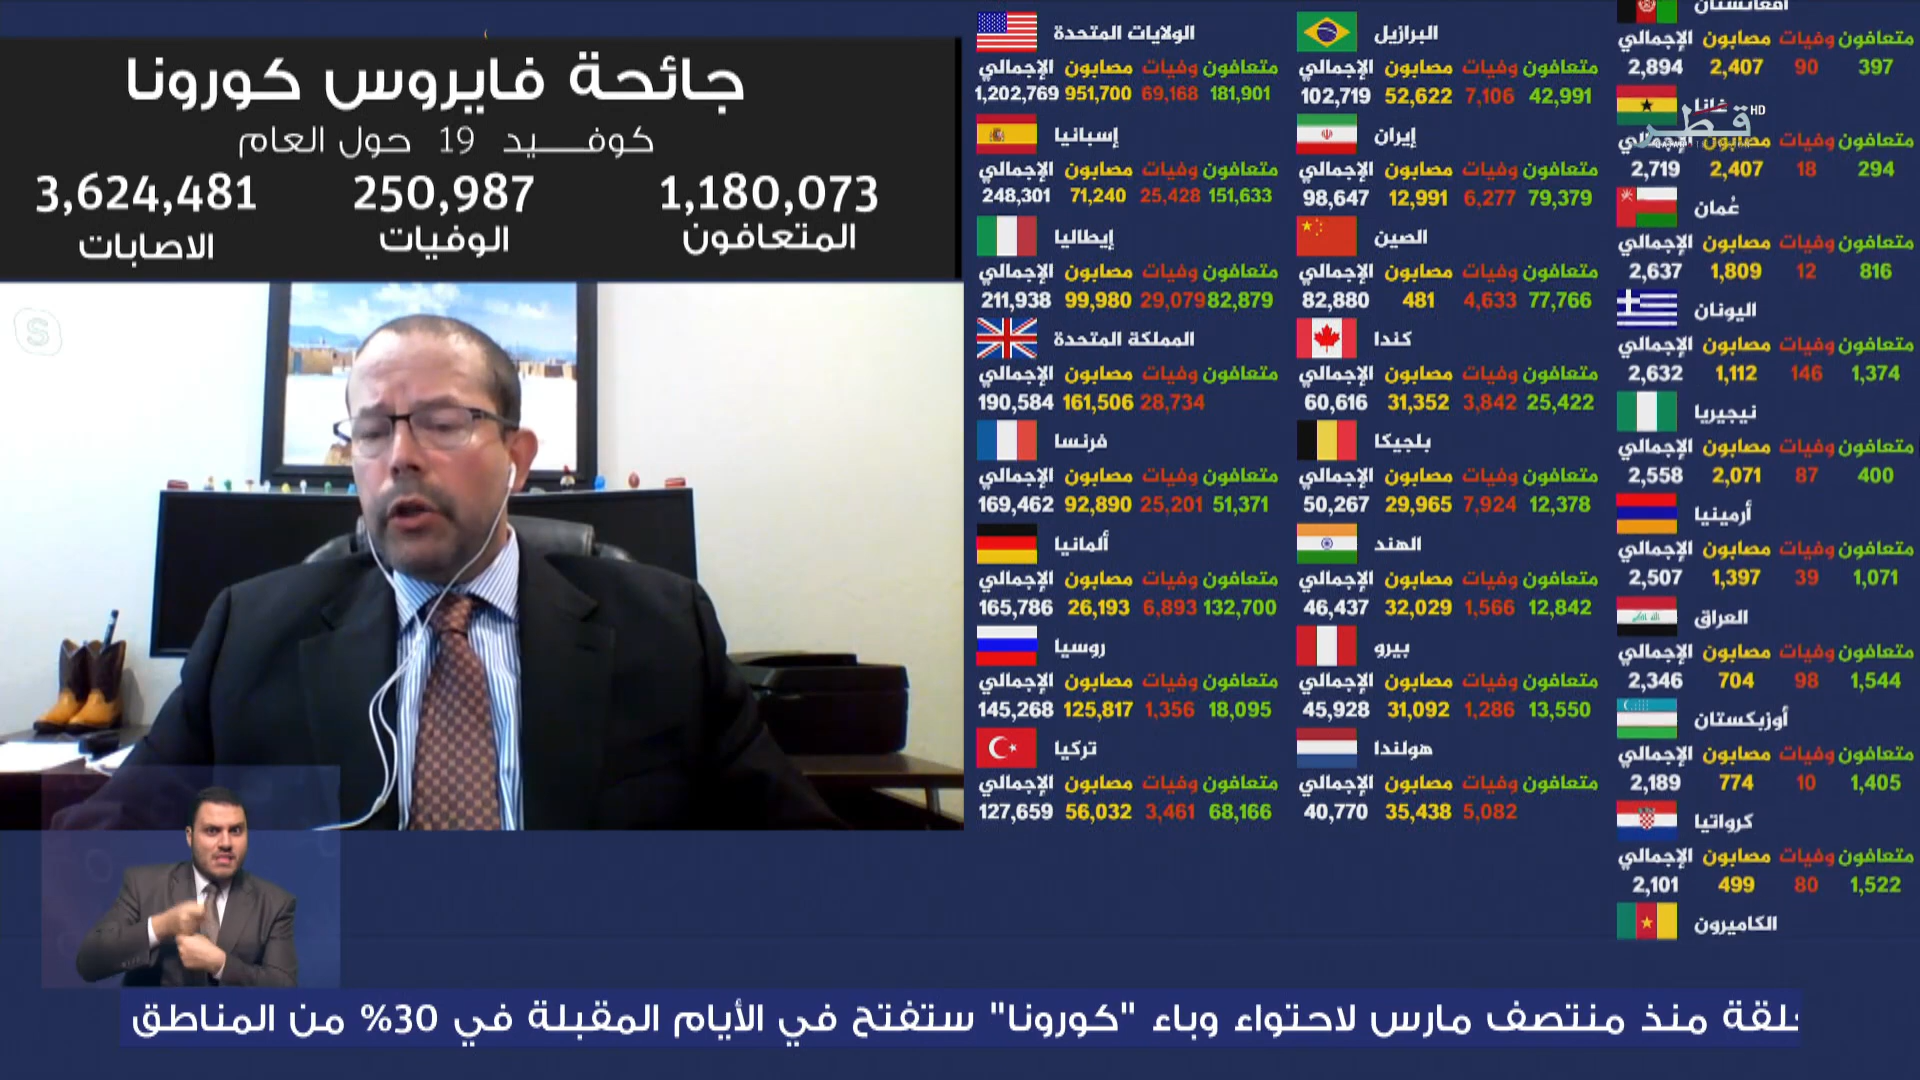 جائحة فايروس كورونا
كوفـــــيد 19 حول العام
3,624,481 250,987 1,180,073
الاصابات الوفيات المتعافون
الولايات المتحدة
الإجمالي مصابون وفيات متعافون
1,202,769 951,700 69,168 181,901
إسبانيا
الإجمالي مصابون وفيات متعافون
248,301 71,240 25,428 151,633
إيطاليا
الإجمالي مصابون وفيات متعافون
211,938 99,980 29,079 82,879
المملكة المتحدة
الإجمالي مصابون وفيات متعافون
190,584 161,506 28,734
فرنسا
الإجمالي مصابون وفيات متعافون
169,462 92,890 25,201 51,371
ألمانيا
الإجمالي مصابون وفيات متعافون
165,786 26,193 6,893 132,700
روسيا
الإجمالي مصابون وفيات متعافون
145,268 125,817 1,356 18,095
تركيا
الإجمالي مصابون وفيات متعافون
127,659 56,032 3,461 68,166
البرازيل
الإجمالي مصابون وفيات متعافون
102,719 52,622 7,106 42,991
إيران
الإجمالي مصابون وفيات متعافون
98,647 12,991 6,277 79,379
الصين
الإجمالي مصابون وفيات متعافون
82,880 481 4,633 77,766
كندا
الإجمالي مصابون وفيات متعافون
60,616 31,352 3,842 25,422
بلجيكا
الإجمالي مصابون وفيات متعافون
50,267 29,965 7,924 12,378
الهند
الإجمالي مصابون وفيات متعافون
46,437 32,029 1,566 12,842
بيرو
الإجمالي مصابون وفيات متعافون
45,928 31,092 1,286 13,550
هولندا
الإجمالي مصابون وفيات متعافون
40,770 35,438 5,082
أفغانستان
الإجمالي مصابون وفيات متعافون
2,894 2,407 90 397
غانا
قطر HD
الإجمالي مصابون وفيات متعافون
2,719 2,407 18 294
عُمان
الإجمالي مصابون وفيات متعافون
2,637 1,809 12 816
اليونان
الإجمالي مصابون وفيات متعافون
2,632 1,112 146 1,374
نيجيريا
الإجمالي مصابون وفيات متعافون
2,558 2,071 87 400
أرمينيا
الإجمالي مصابون وفيات متعافون
2,507 1,397 39 1,071
العراق
الإجمالي مصابون وفيات متعافون
2,346 704 98 1,544
أوزبكستان
الإجمالي مصابون وفيات متعافون
2,189 774 10 1,405
كرواتيا
الإجمالي مصابون وفيات متعافون
2,101 499 80 1,522
الكاميرون
لقة منذ منتصف مارس لاحتواء وباء "كورونا" ستفتح في الأيام المقبلة في 30% من المناطق